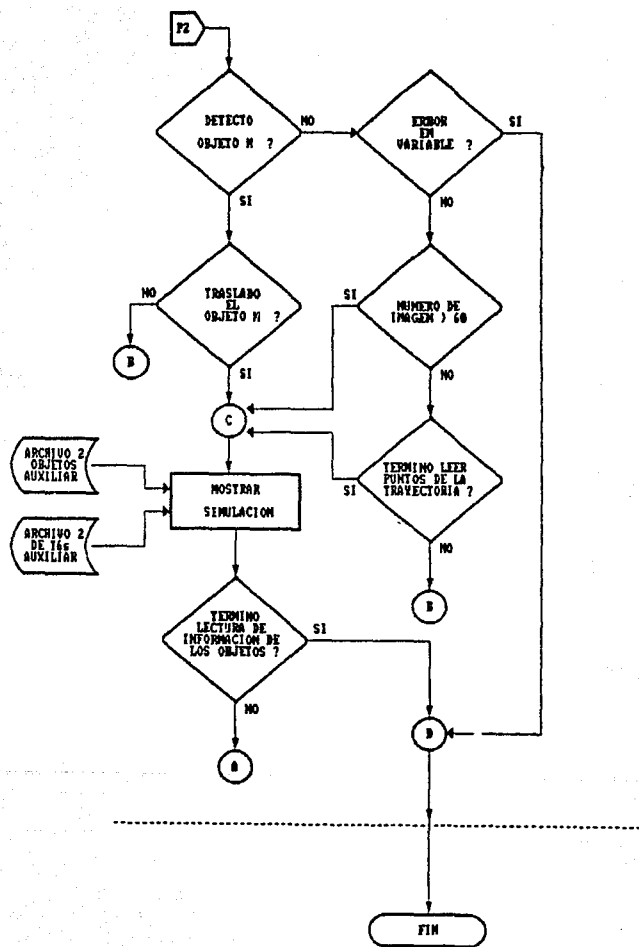 P2
DETECTO
OBJETO N ?
NO
SI
ERROR
EN
VARIABLE ?
SI
NO
TRASLADO
EL
OBJETO N ?
NO
SI
B
NUMERO DE
IMAGEN > 60
SI
NO
C
ARCHIVO 2
OBJETOS
AUXILIAR
ARCHIVO 2
DE T6s
AUXILIAR
MOSTRAR
SIMULACION
TERMINO LEER
PUNTOS DE LA
TRAYECTORIA ?
SI
NO
B
TERMINO
LECTURA DE
INFORMACION DE
LOS OBJETOS ?
SI
NO
A
D
FIN